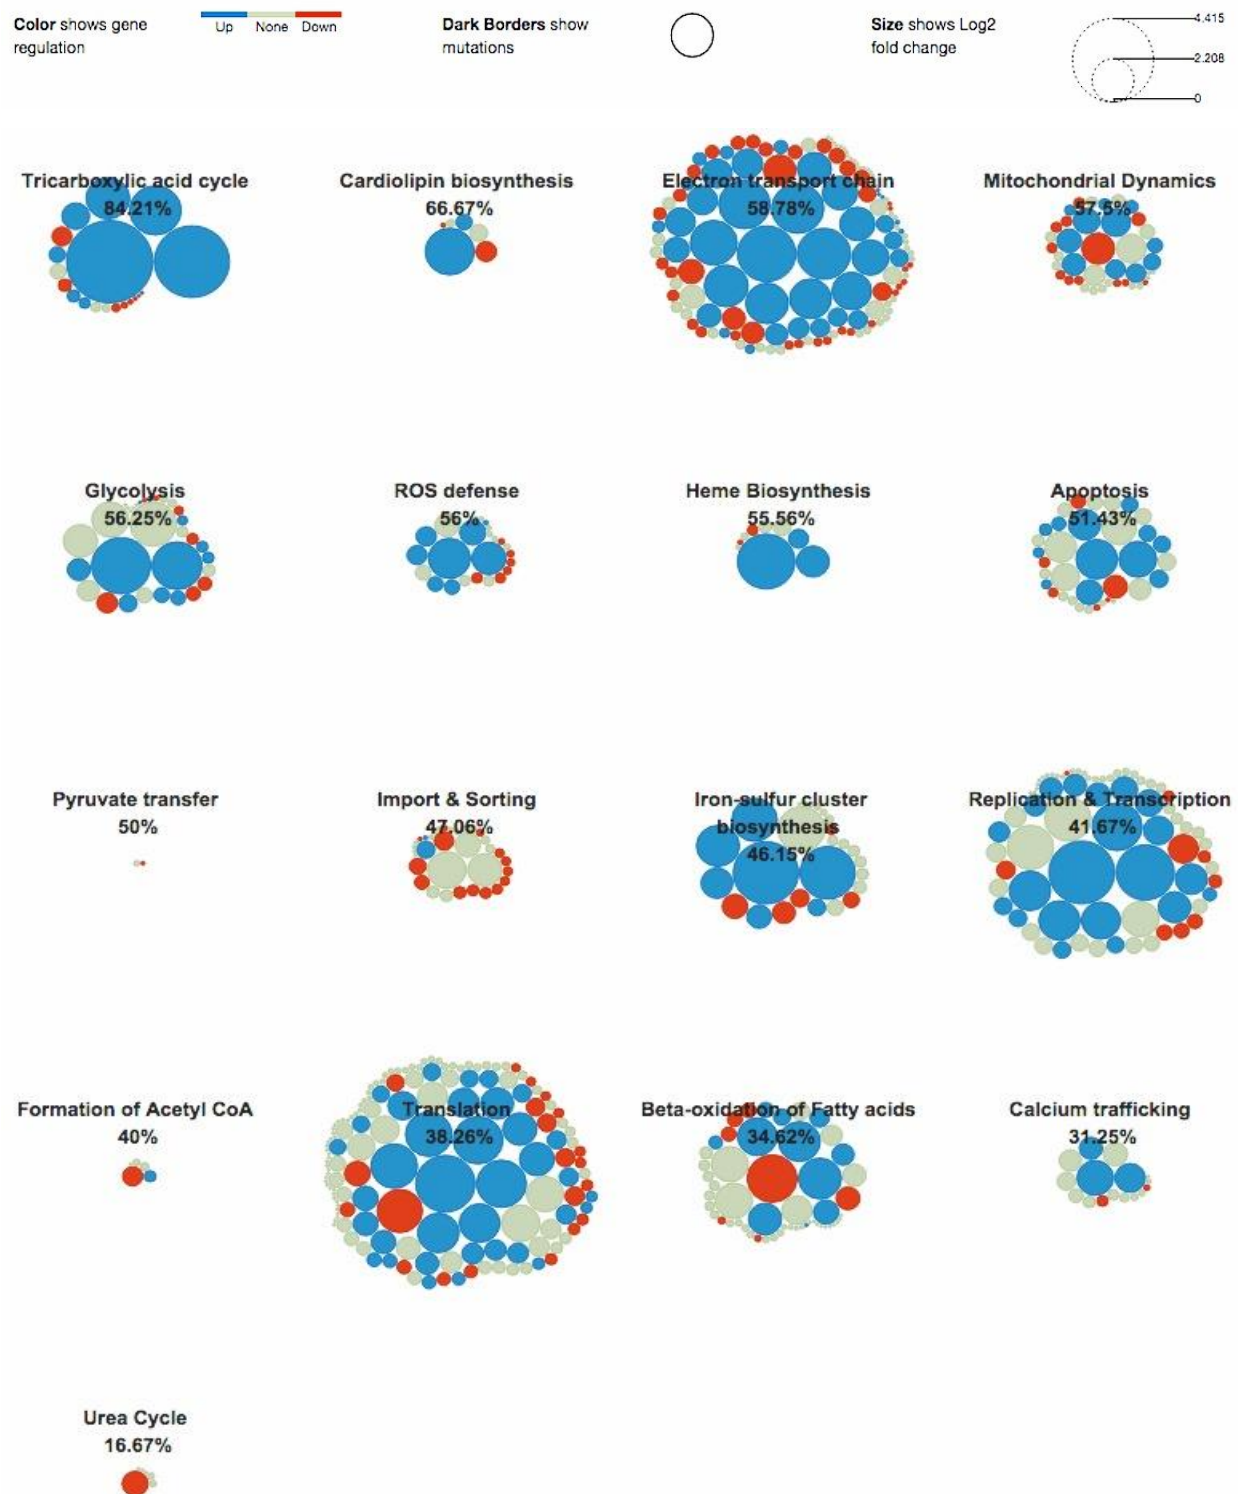 Color shows gene
regulation
Up None Down
Dark Borders show
mutations
Size shows Log2
fold change
4.415
2.208
0
Tricarboxylic acid cycle
84.21%
Cardiolipin biosynthesis
66.67%
Electron transport chain
58.78%
Mitochondrial Dynamics
57.5%
Glycolysis
56.25%
ROS defense
56%
Heme Biosynthesis
55.56%
Apoptosis
51.43%
Pyruvate transfer
50%
Import & Sorting
47.06%
Iron-sulfur cluster
biosynthesis
46.15%
Replication & Transcription
41.67%
Formation of Acetyl CoA
40%
Translation
38.26%
Beta-oxidation of Fatty acids
34.62%
Calcium trafficking
31.25%
Urea Cycle
16.67%